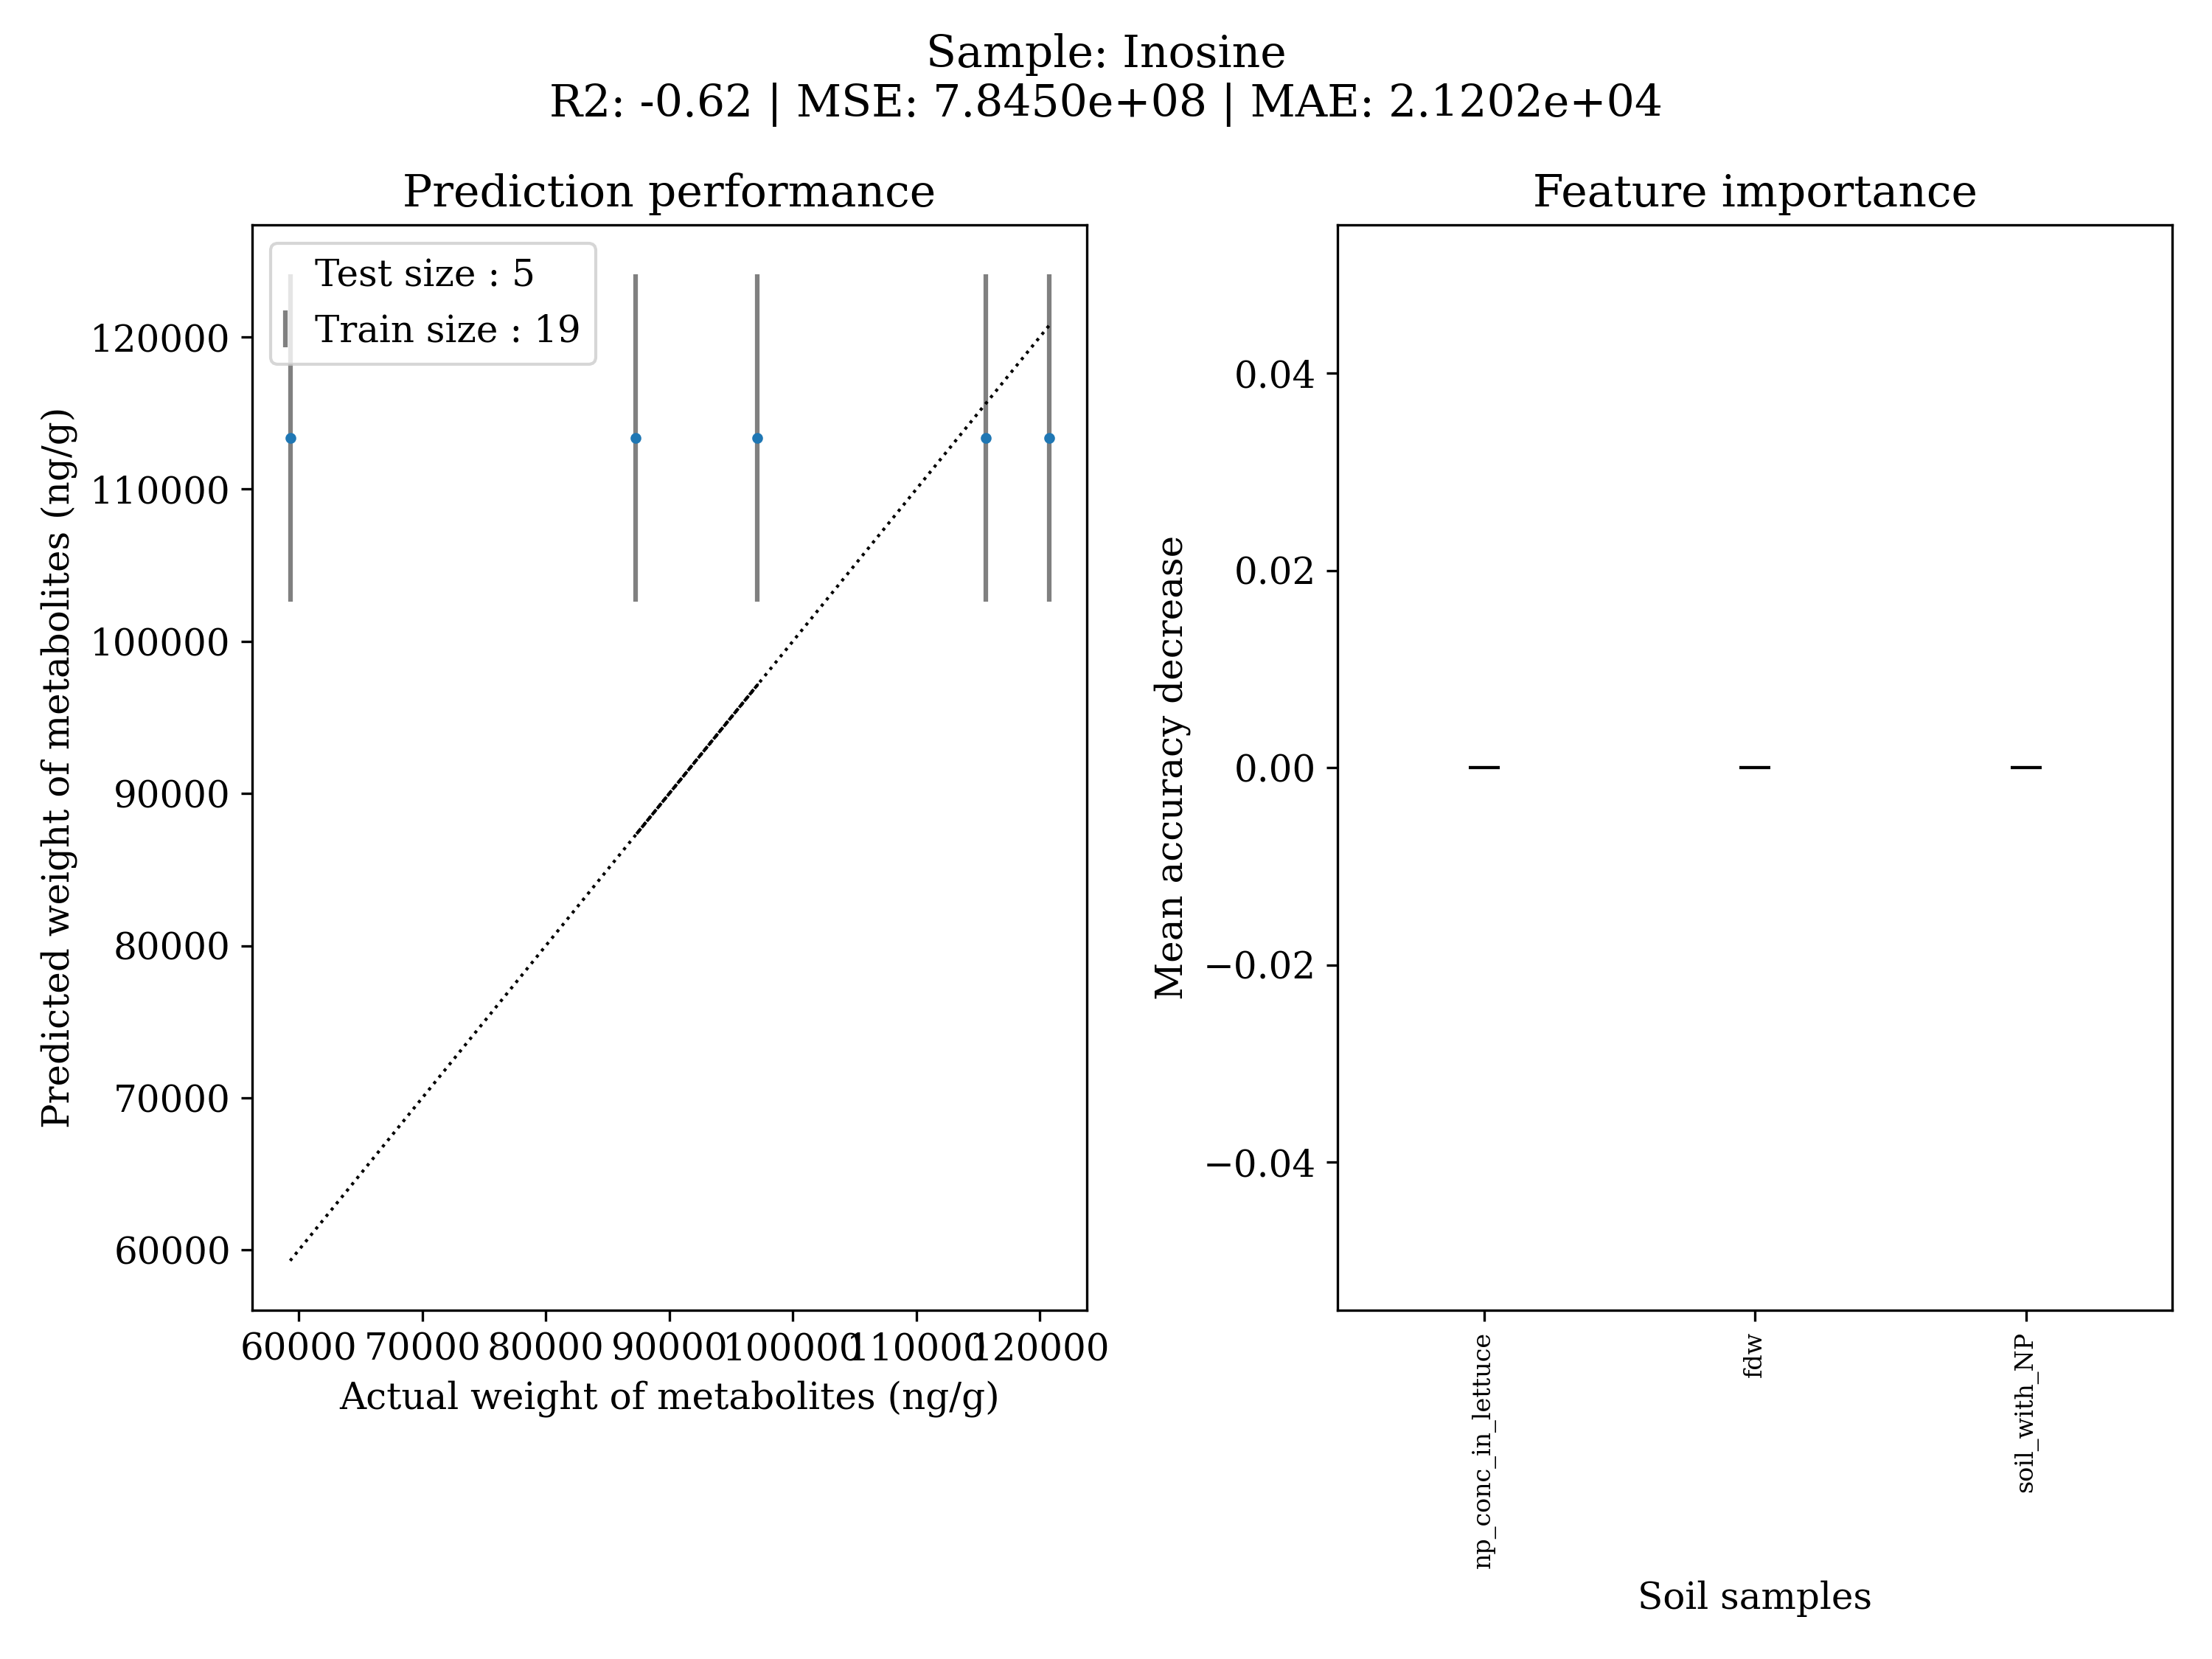 Sample: Inosine
R2: -0.62 | MSE: 7.8450e+08 | MAE: 2.1202e+04
Prediction performance
Test size : 5
Train size : 19
120000
110000
100000
90000
80000
70000
60000
Predicted weight of metabolites (ng/g)
60000 70000 80000 90000 100000 110000 120000
Actual weight of metabolites (ng/g)
Feature importance
0.04
0.02
0.00
−0.02
−0.04
Mean accuracy decrease
np_conc_in_lettuce
fdw
soil_with_NP
Soil samples